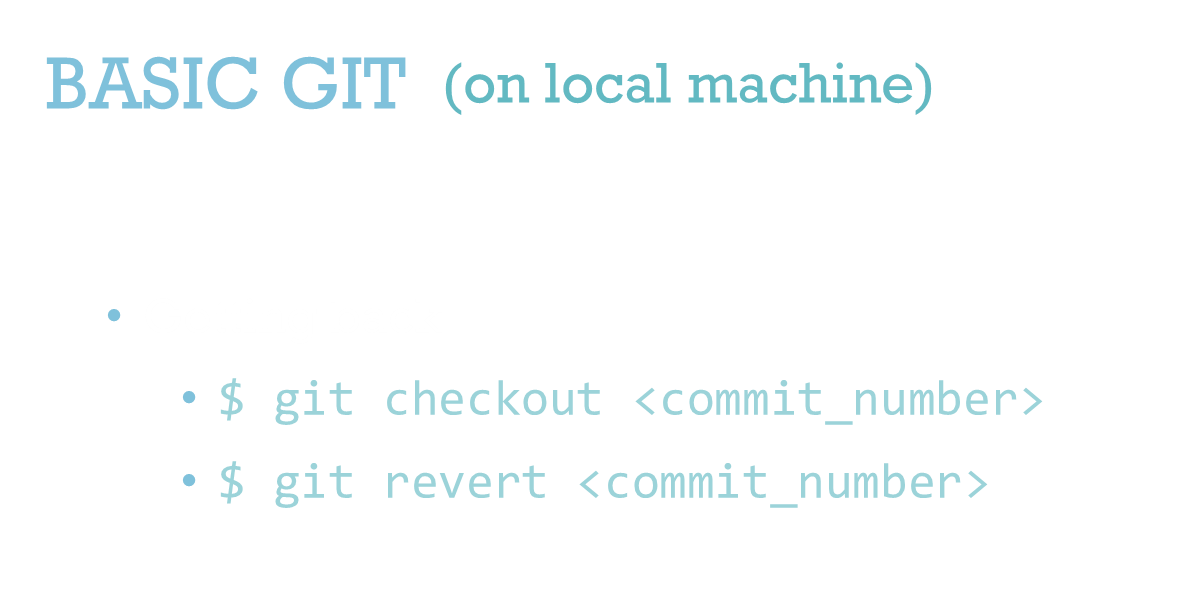 BASIC GIT (on local machine)
•
• $ git checkout <commit_number>
• $ git revert <commit_number>